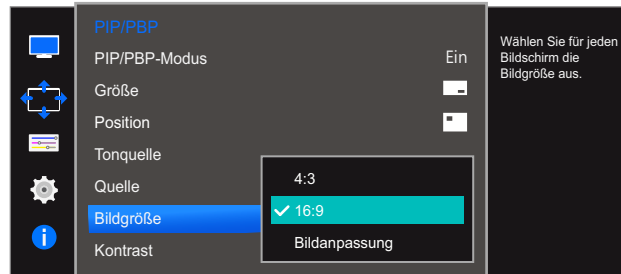 PIP/PBP
PIP/PBP-Modus Ein
Größe
Position
Tonquelle
Quelle
Bildgröße
Kontrast
4:3
16:9
Bildanpassung
Wählen Sie für jeden
Bildschirm die
Bildgröße aus.